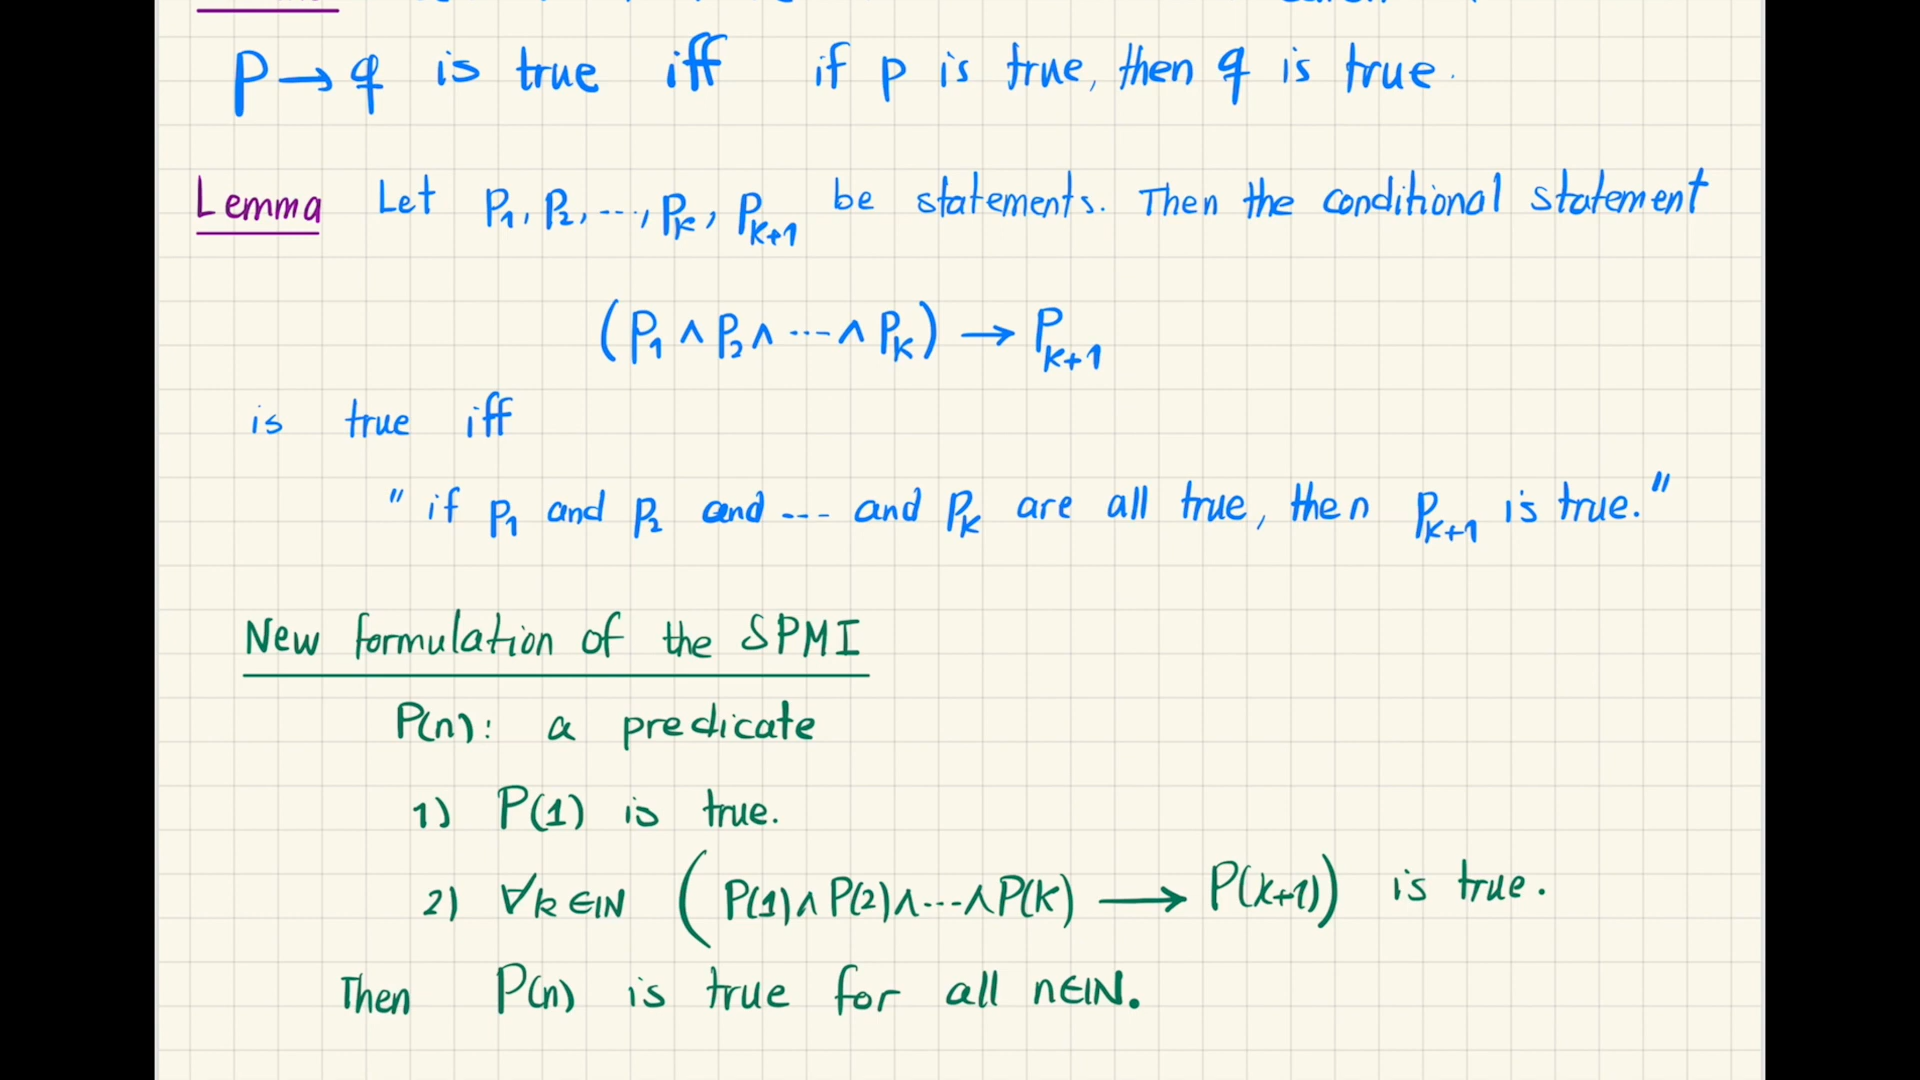 p → q is true iff if p is true, then q is true.
Lemma Let P₁, P₂, ..., Pₖ, Pₖ₊₁ be statements. Then the conditional statement
(P₁ ∧ P₂ ∧ ... ∧ Pₖ) → Pₖ₊₁
is true iff
" if P₁ and P₂ and ... and Pₖ are all true, then Pₖ₊₁ is true."
New formulation of the SPMI
P(n): a predicate
1) P(1) is true.
2) ∀k∈ℕ (P(1)∧P(2)∧...∧P(k) → P(k+1)) is true.
Then P(n) is true for all n∈ℕ.